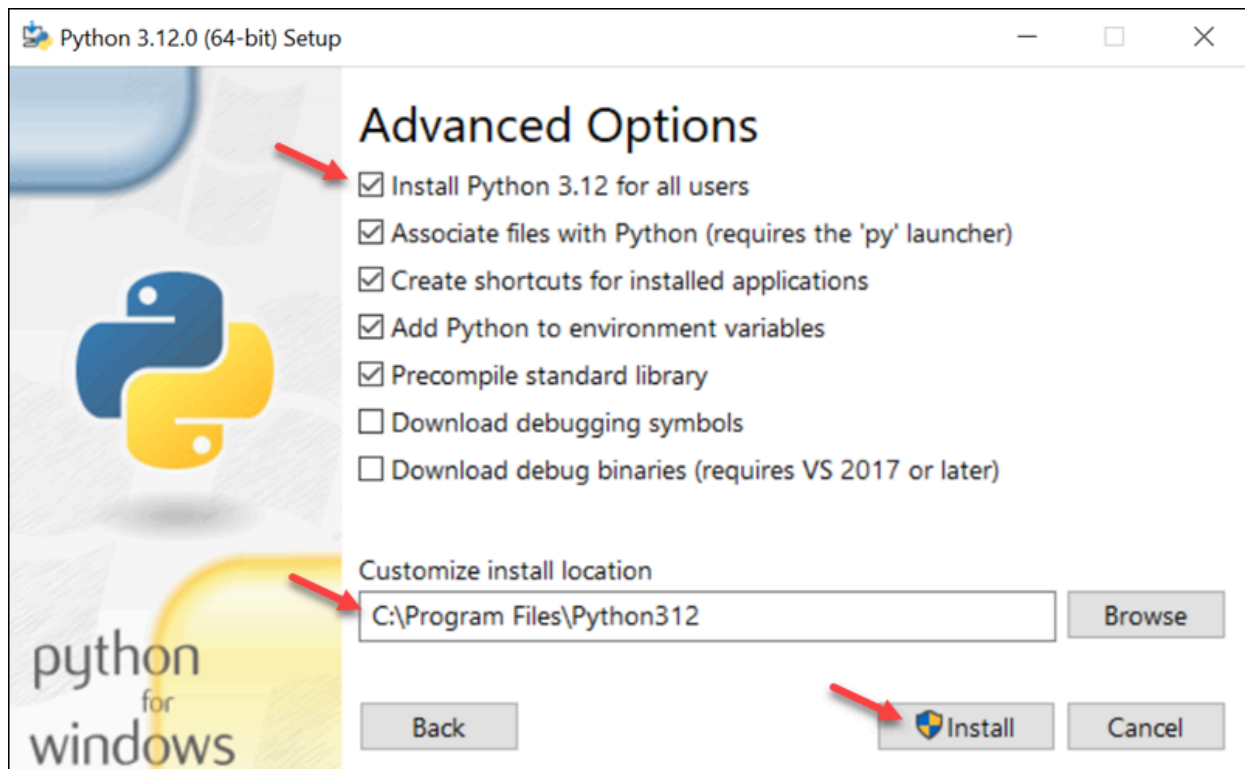 Python 3.12.0 (64-bit) Setup
Advanced Options
Install Python 3.12 for all users
Associate files with Python (requires the 'py' launcher)
Create shortcuts for installed applications
Add Python to environment variables
Precompile standard library
Download debugging symbols
Download debug binaries (requires VS 2017 or later)
Customize install location
C:\Program Files\Python312
Browse
python
for
windows
Back
Install
Cancel